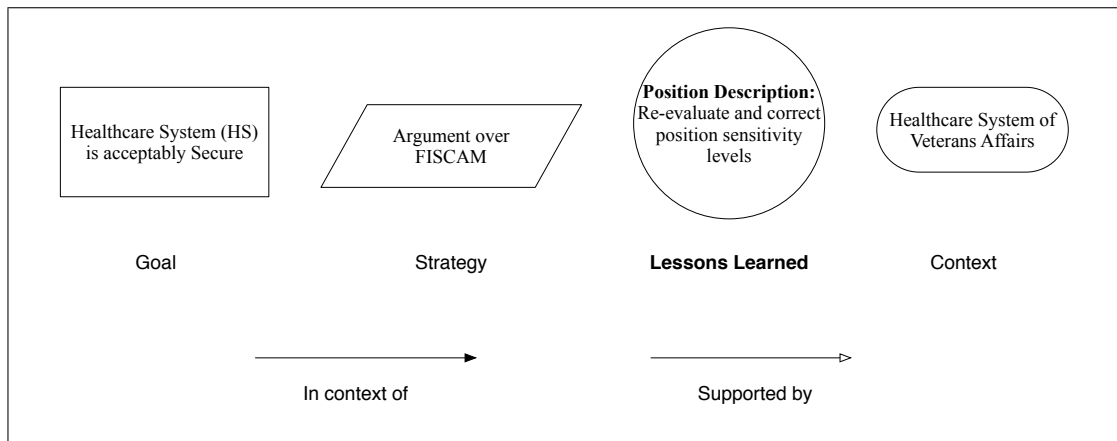 Healthcare System (HS)
is acceptably Secure
Argument over
FISCAM
Position Description:
Re-evaluate and correct
position sensitivity
levels
Healthcare System of
Veterans Affairs
Goal
Strategy
Lessons Learned
Context
In context of
Supported by